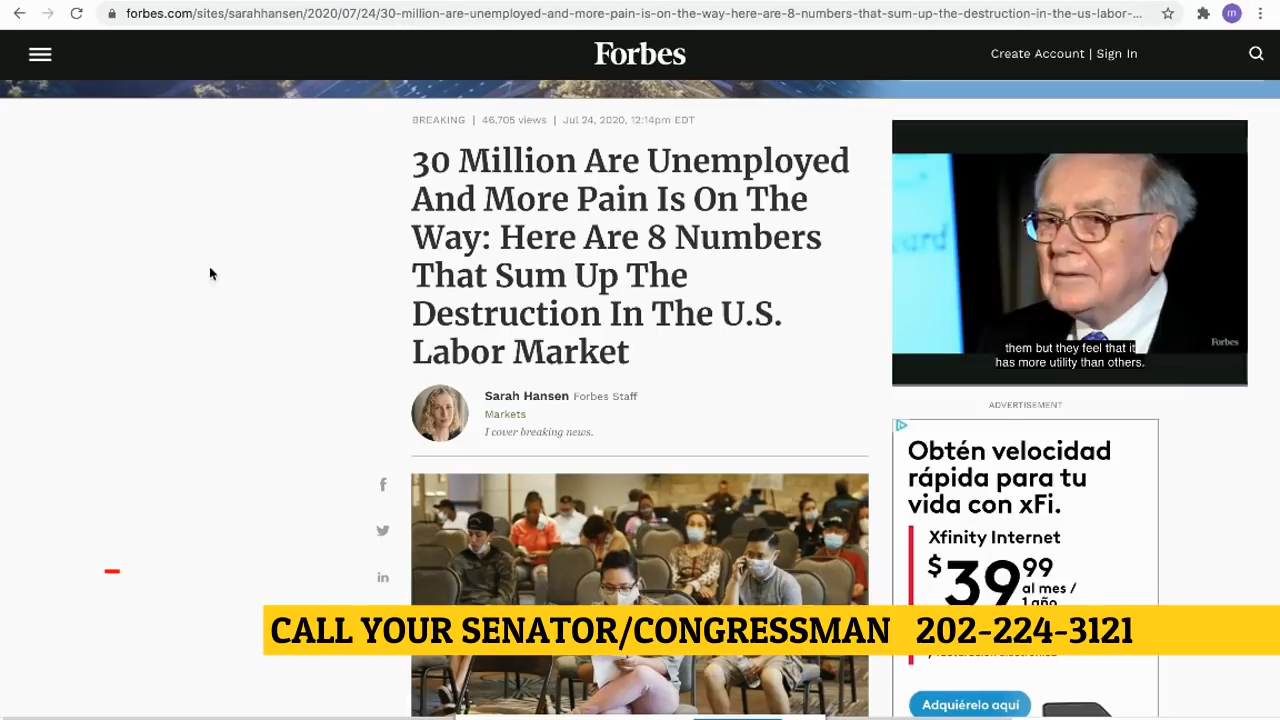 forbes.com/sites/sarahhansen/2020/07/24/30-million-are-unemployed-and-more-pain-is-on-the-way-here-are-8-numbers-that-sum-up-the-destruction-in-the-us-labor-...
m
Forbes
Create Account | Sign In
BREAKING | 46,705 views | Jul 24, 2020, 12:14pm EDT
30 Million Are Unemployed
And More Pain Is On The
Way: Here Are 8 Numbers
That Sum Up The
Destruction In The U.S.
Labor Market
Sarah Hansen Forbes Staff
Markets
I cover breaking news.
f
in
ard
Forbes
them but they feel that it
has more utility than others.
ADVERTISEMENT
Obtén velocidad
rápida para tu
vida con xFi.
Xfinity Internet
$39.99
al mes /
1 año
CALL YOUR SENATOR/CONGRESSMAN 202-224-3121
Adquiérelo aquí